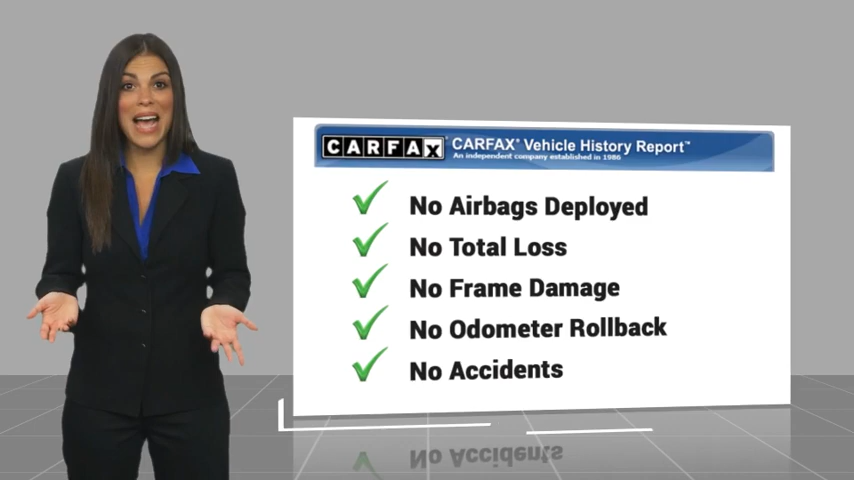 CARFAX
CARFAX® Vehicle History Report™
An independent company established in 1986
No Airbags Deployed
No Total Loss
No Frame Damage
No Odometer Rollback
No Accidents
No Accidents